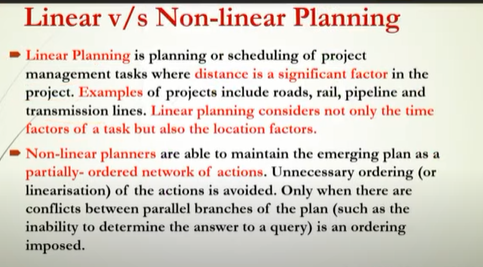 Linear v/s Non-linear Planning
Linear Planning is planning or scheduling of project
management tasks where distance is a significant factor in the
project. Examples of projects include roads, rail, pipeline and
transmission lines. Linear planning considers not only the time
factors of a task but also the location factors.
Non-linear planners are able to maintain the emerging plan as a
partially- ordered network of actions. Unnecessary ordering (or
linearisation) of the actions is avoided. Only when there are
conflicts between parallel branches of the plan (such as the
inability to determine the answer to a query) is an ordering
imposed.